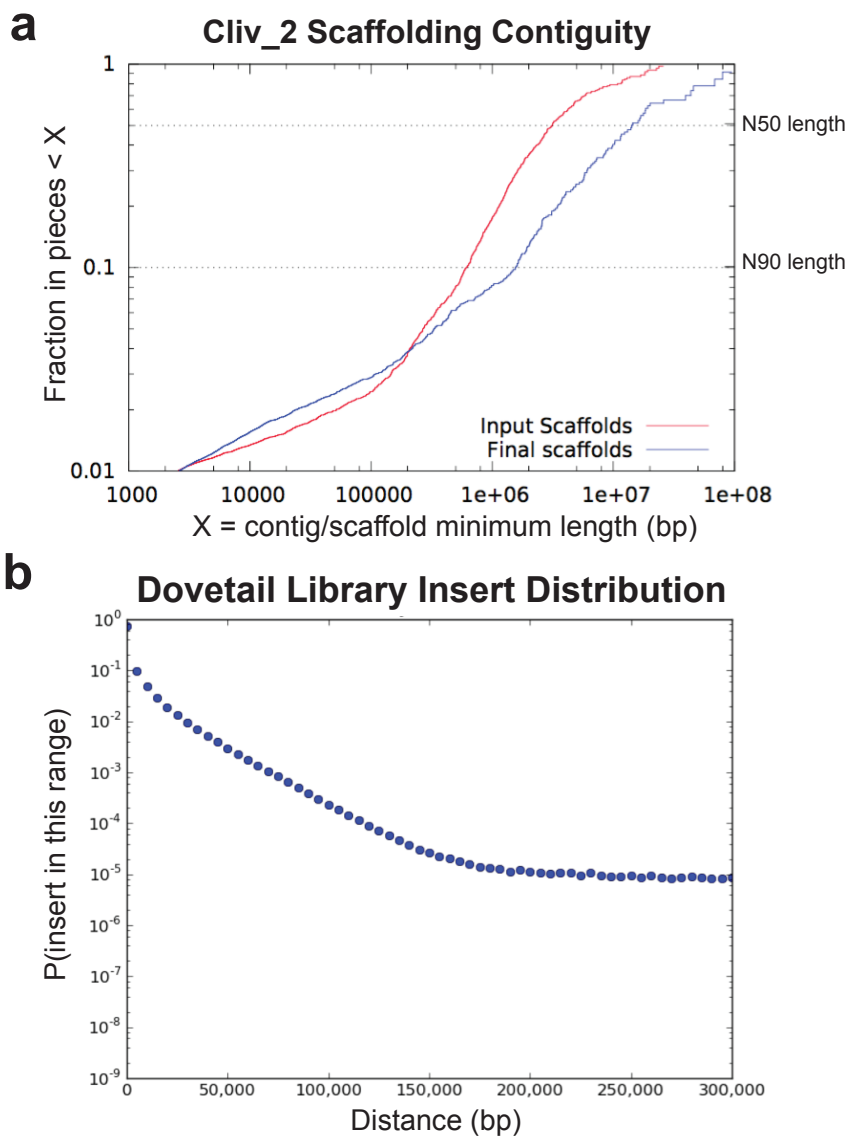 a
Cliv_2 Scaffolding Contiguity
1
N50 length
Fraction in pieces < X
0.1
N90 length
Input Scaffolds
Final scaffolds
0.01
1000 10000 100000 1e+06 1e+07 1e+08
X = contig/scaffold minimum length (bp)
b
Dovetail Library Insert Distribution
10^0
10^-1
10^-2
10^-3
10^-4
10^-5
10^-6
10^-7
10^-8
10^-9
P(insert in this range)
0 50,000 100,000 150,000 200,000 250,000 300,000
Distance (bp)